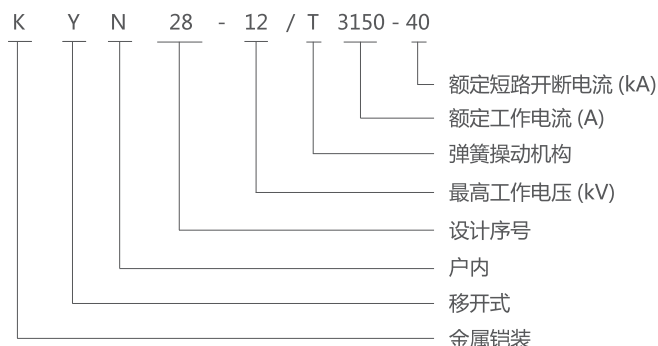 K Y N 28 - 12 / T 3150 - 40
额定短路开断电流 (kA)
额定工作电流 (A)
弹簧操动机构
最高工作电压 (kV)
设计序号
户内
移开式
金属铠装